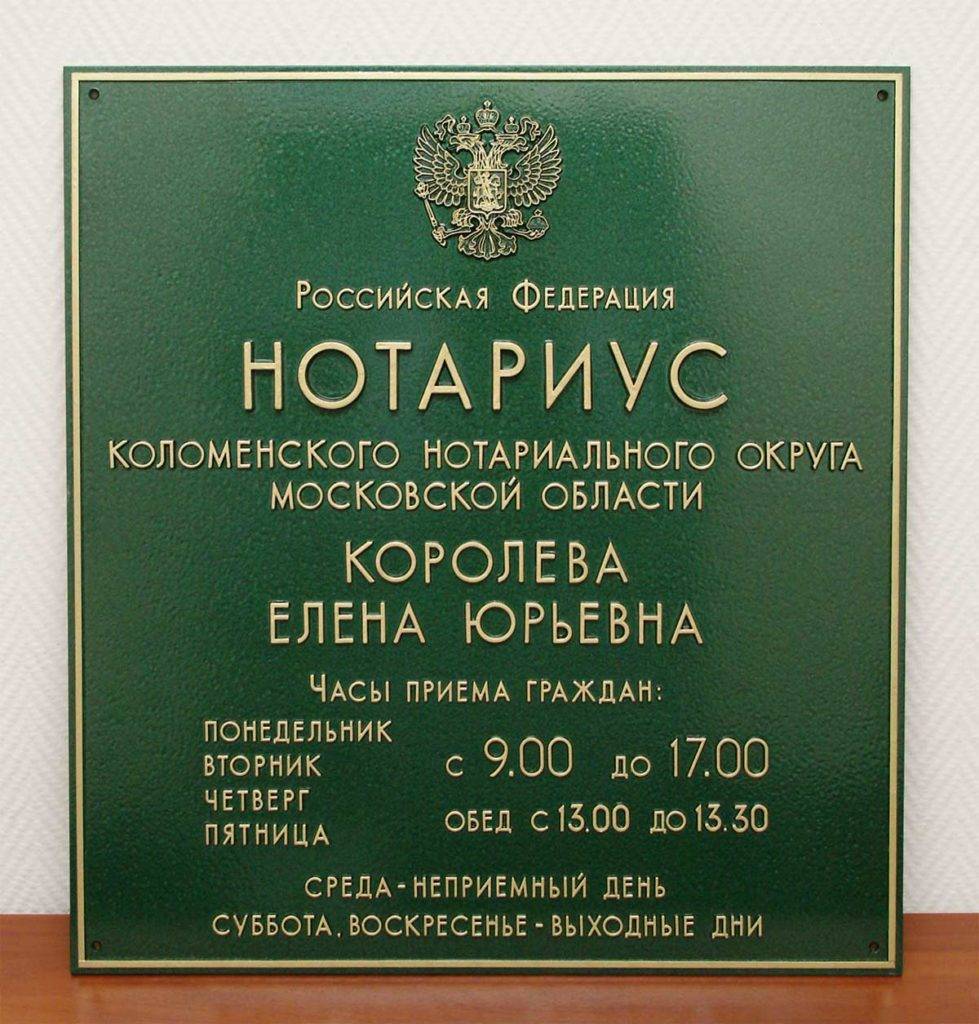 Российская Федерация
НОТАРИУС
КОЛОМЕНСКОГО НОТАРИАЛЬНОГО ОКРУГА
МОСКОВСКОЙ ОБЛАСТИ
КОРОЛЕВА
ЕЛЕНА ЮРЬЕВНА
Часы приема граждан:
ПОНЕДЕЛЬНИК
ВТОРНИК
ЧЕТВЕРГ
ПЯТНИЦА
с 9.00 до 17.00
ОБЕД с 13.00 до 13.30
СРЕДА - НЕПРИЕМНЫЙ ДЕНЬ
СУББОТА, ВОСКРЕСЕНЬЕ - ВЫХОДНЫЕ ДНИ